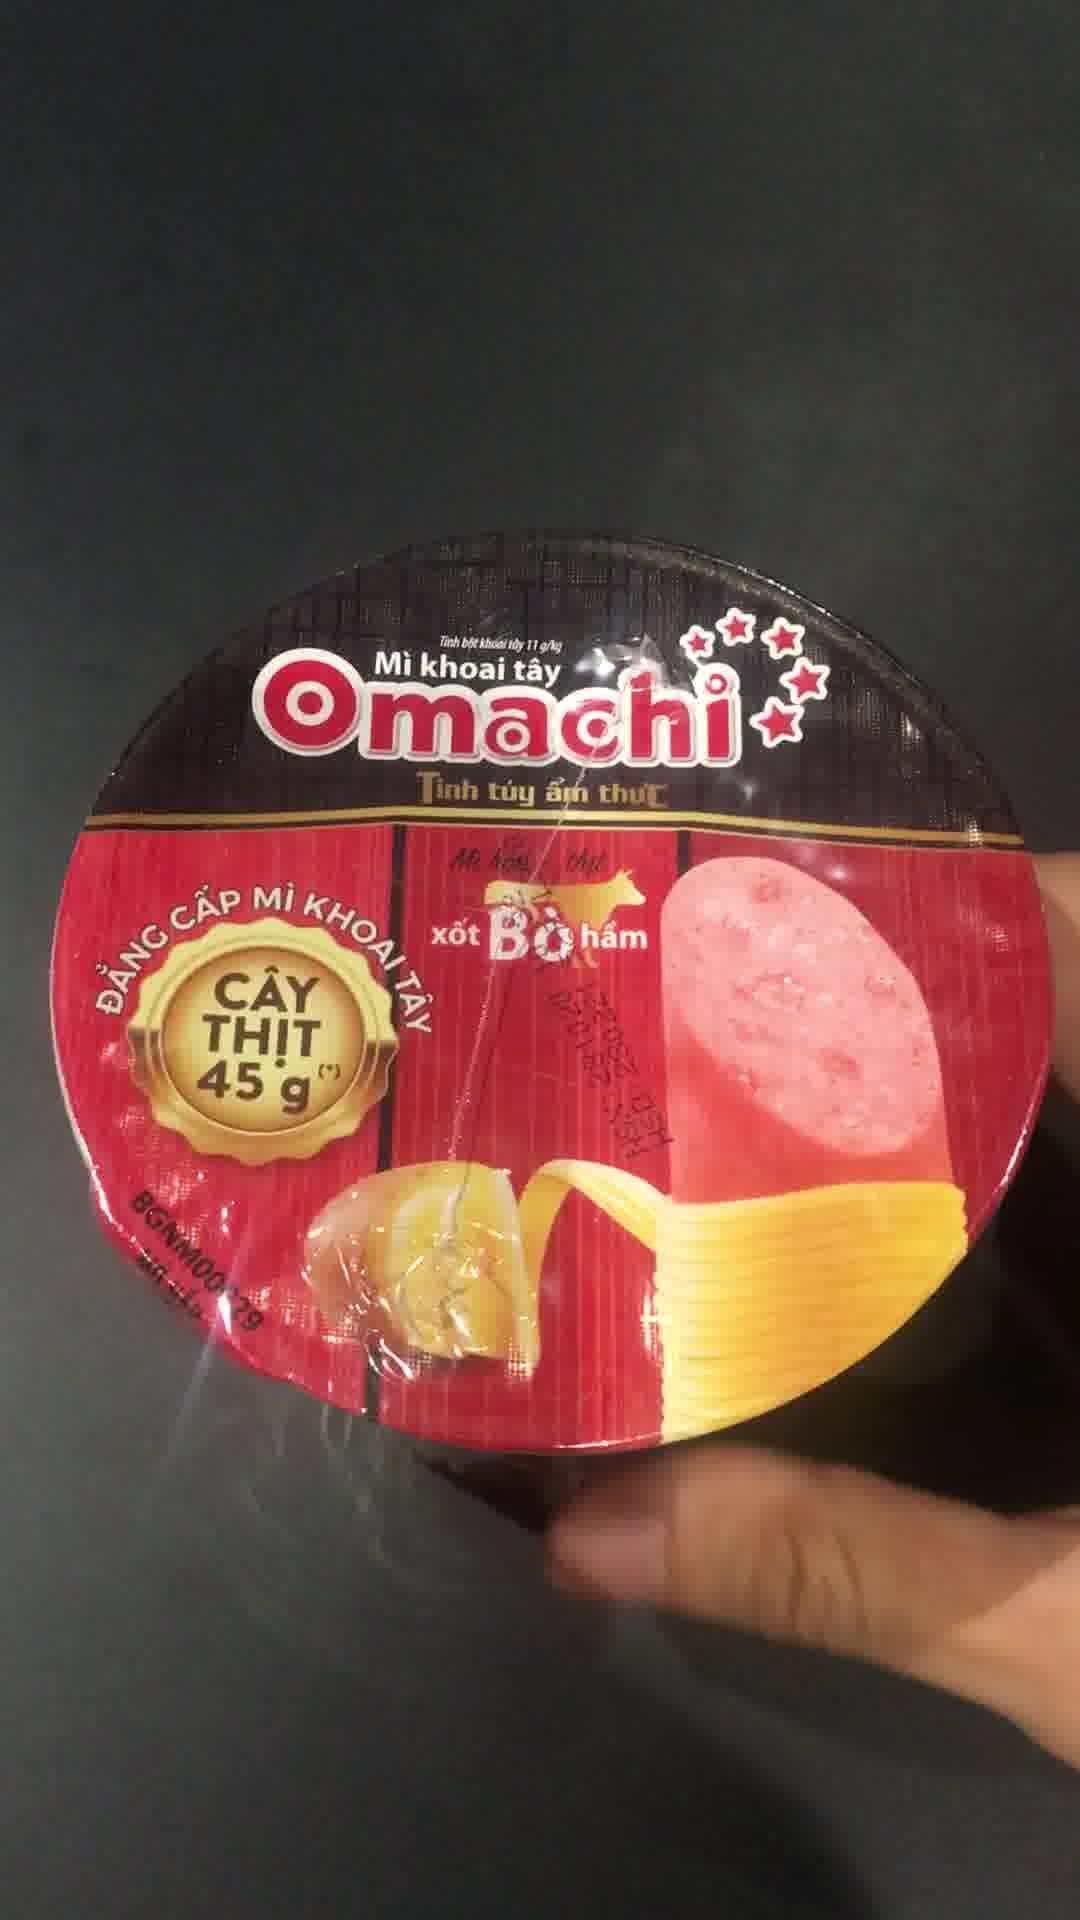 Tinh bột khoai tây 11 g/kg
Mì khoai tây
Omachi
Tinh túy ẩm thực
xốt Bò hầm
ĐẲNG CẤP MÌ KHOAI TÂY
CÂY
THỊT
45 g(*)